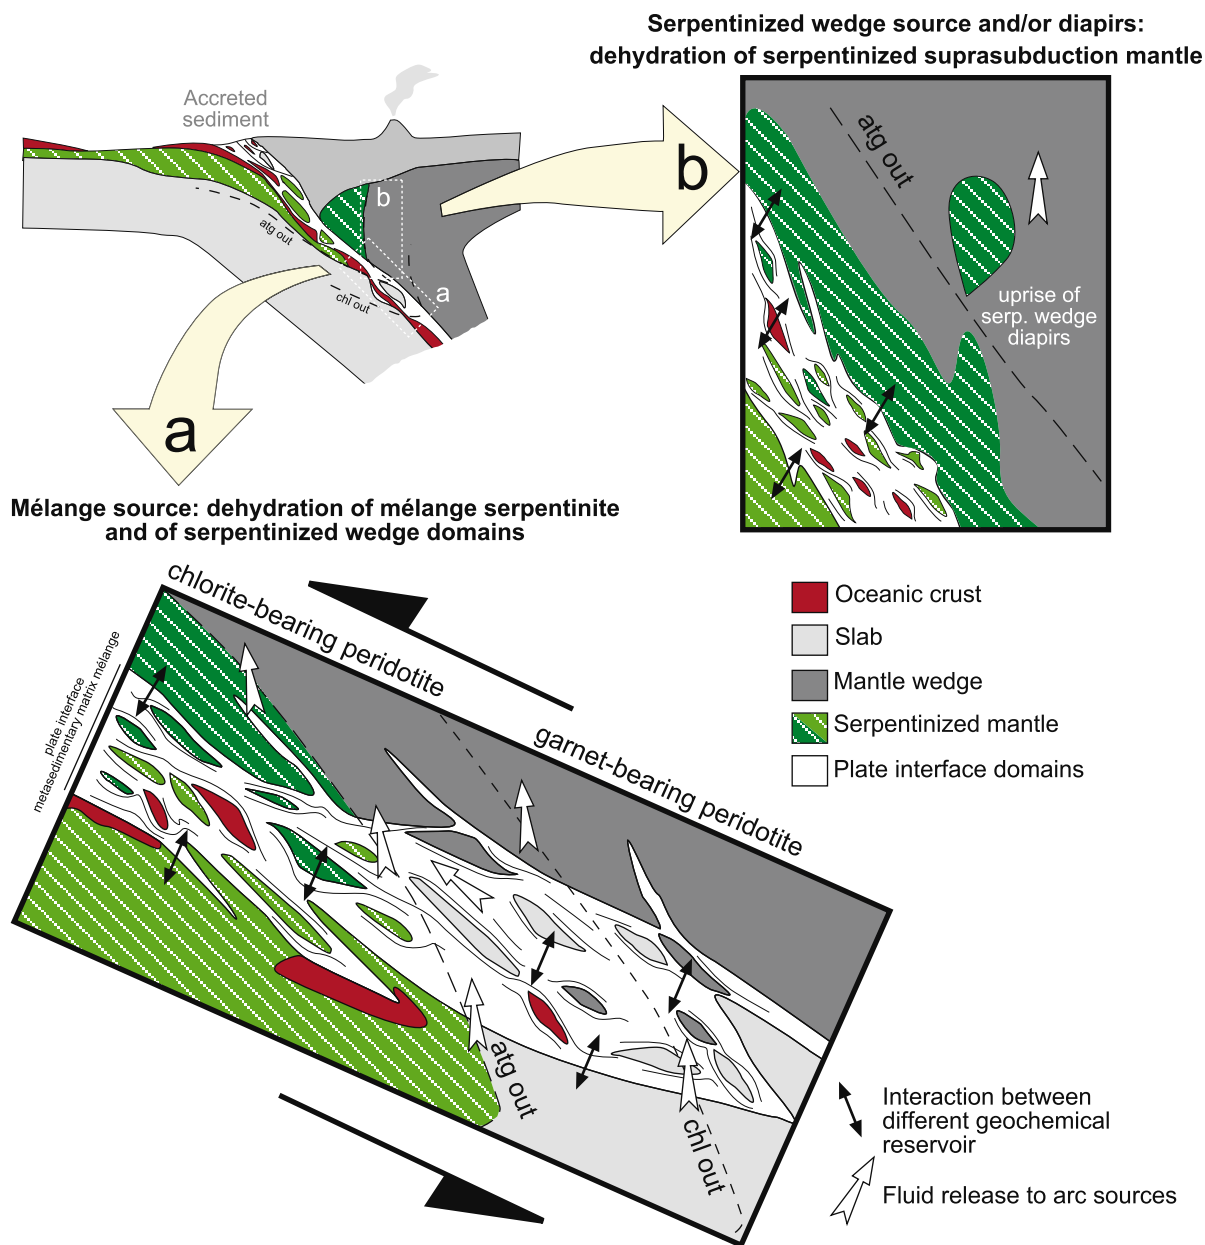 Serpentinized wedge source and/or diapirs:
dehydration of serpentinized suprasubduction mantle
Accreted
sediment
atg out
chl out
b
a
b
atg out
uprise of
serp. wedge
diapirs
a
Mélange source: dehydration of mélange serpentinite
and of serpentinized wedge domains
chlorite-bearing peridotite
garnet-bearing peridotite
plate interface
metasedimentary matrix mélange
atg out
chl out
Oceanic crust
Slab
Mantle wedge
Serpentinized mantle
Plate interface domains
Interaction between
different geochemical
reservoir
Fluid release to arc sources